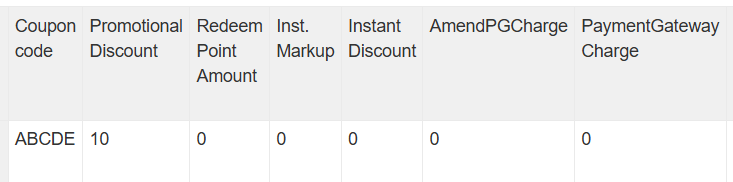 Coupon code Promotional Discount Redeem Point Amount Inst. Markup Instant Discount AmendPGCharge PaymentGateway Charge
ABCDE 10 0 0 0 0 0